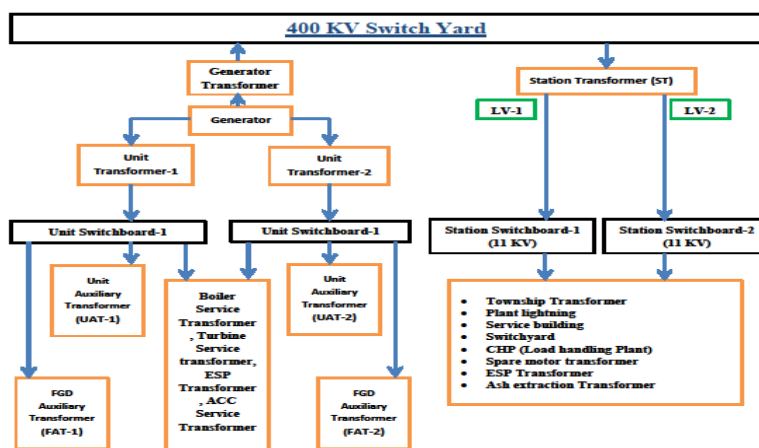 400 KV Switch Yard
Generator
Transformer
Station Transformer (ST)
LV-1
LV-2
Generator
Unit
Transformer-1
Unit
Transformer-2
Unit Switchboard-1
Unit Switchboard-1
Station Switchboard-1
(11 KV)
Station Switchboard-2
(11 KV)
Unit
Auxiliary
Transformer
(UAT-1)
Boiler
Service
Transformer
, Turbine
Service
transformer,
ESP
Transformer
, ACC
Service
Transformer
Unit
Auxiliary
Transformer
(UAT-2)
• Township Transformer
• Plant lightning
• Service building
• Switchyard
• CHP (Load handling Plant)
• Spare motor transformer
• ESP Transformer
• Ash extraction Transformer
FGD
Auxiliary
Transformer
(FAT-1)
FGD
Auxiliary
Transformer
(FAT-2)